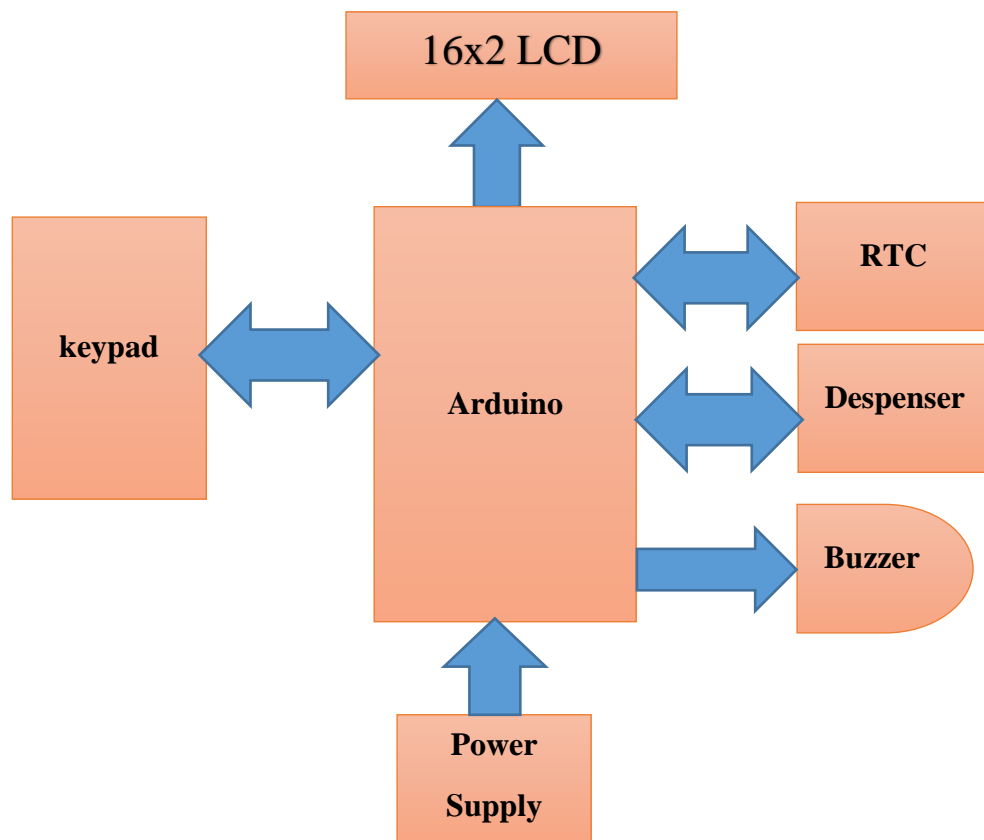 16x2 LCD
RTC
keypad
Arduino
Despenser
Buzzer
Power
Supply